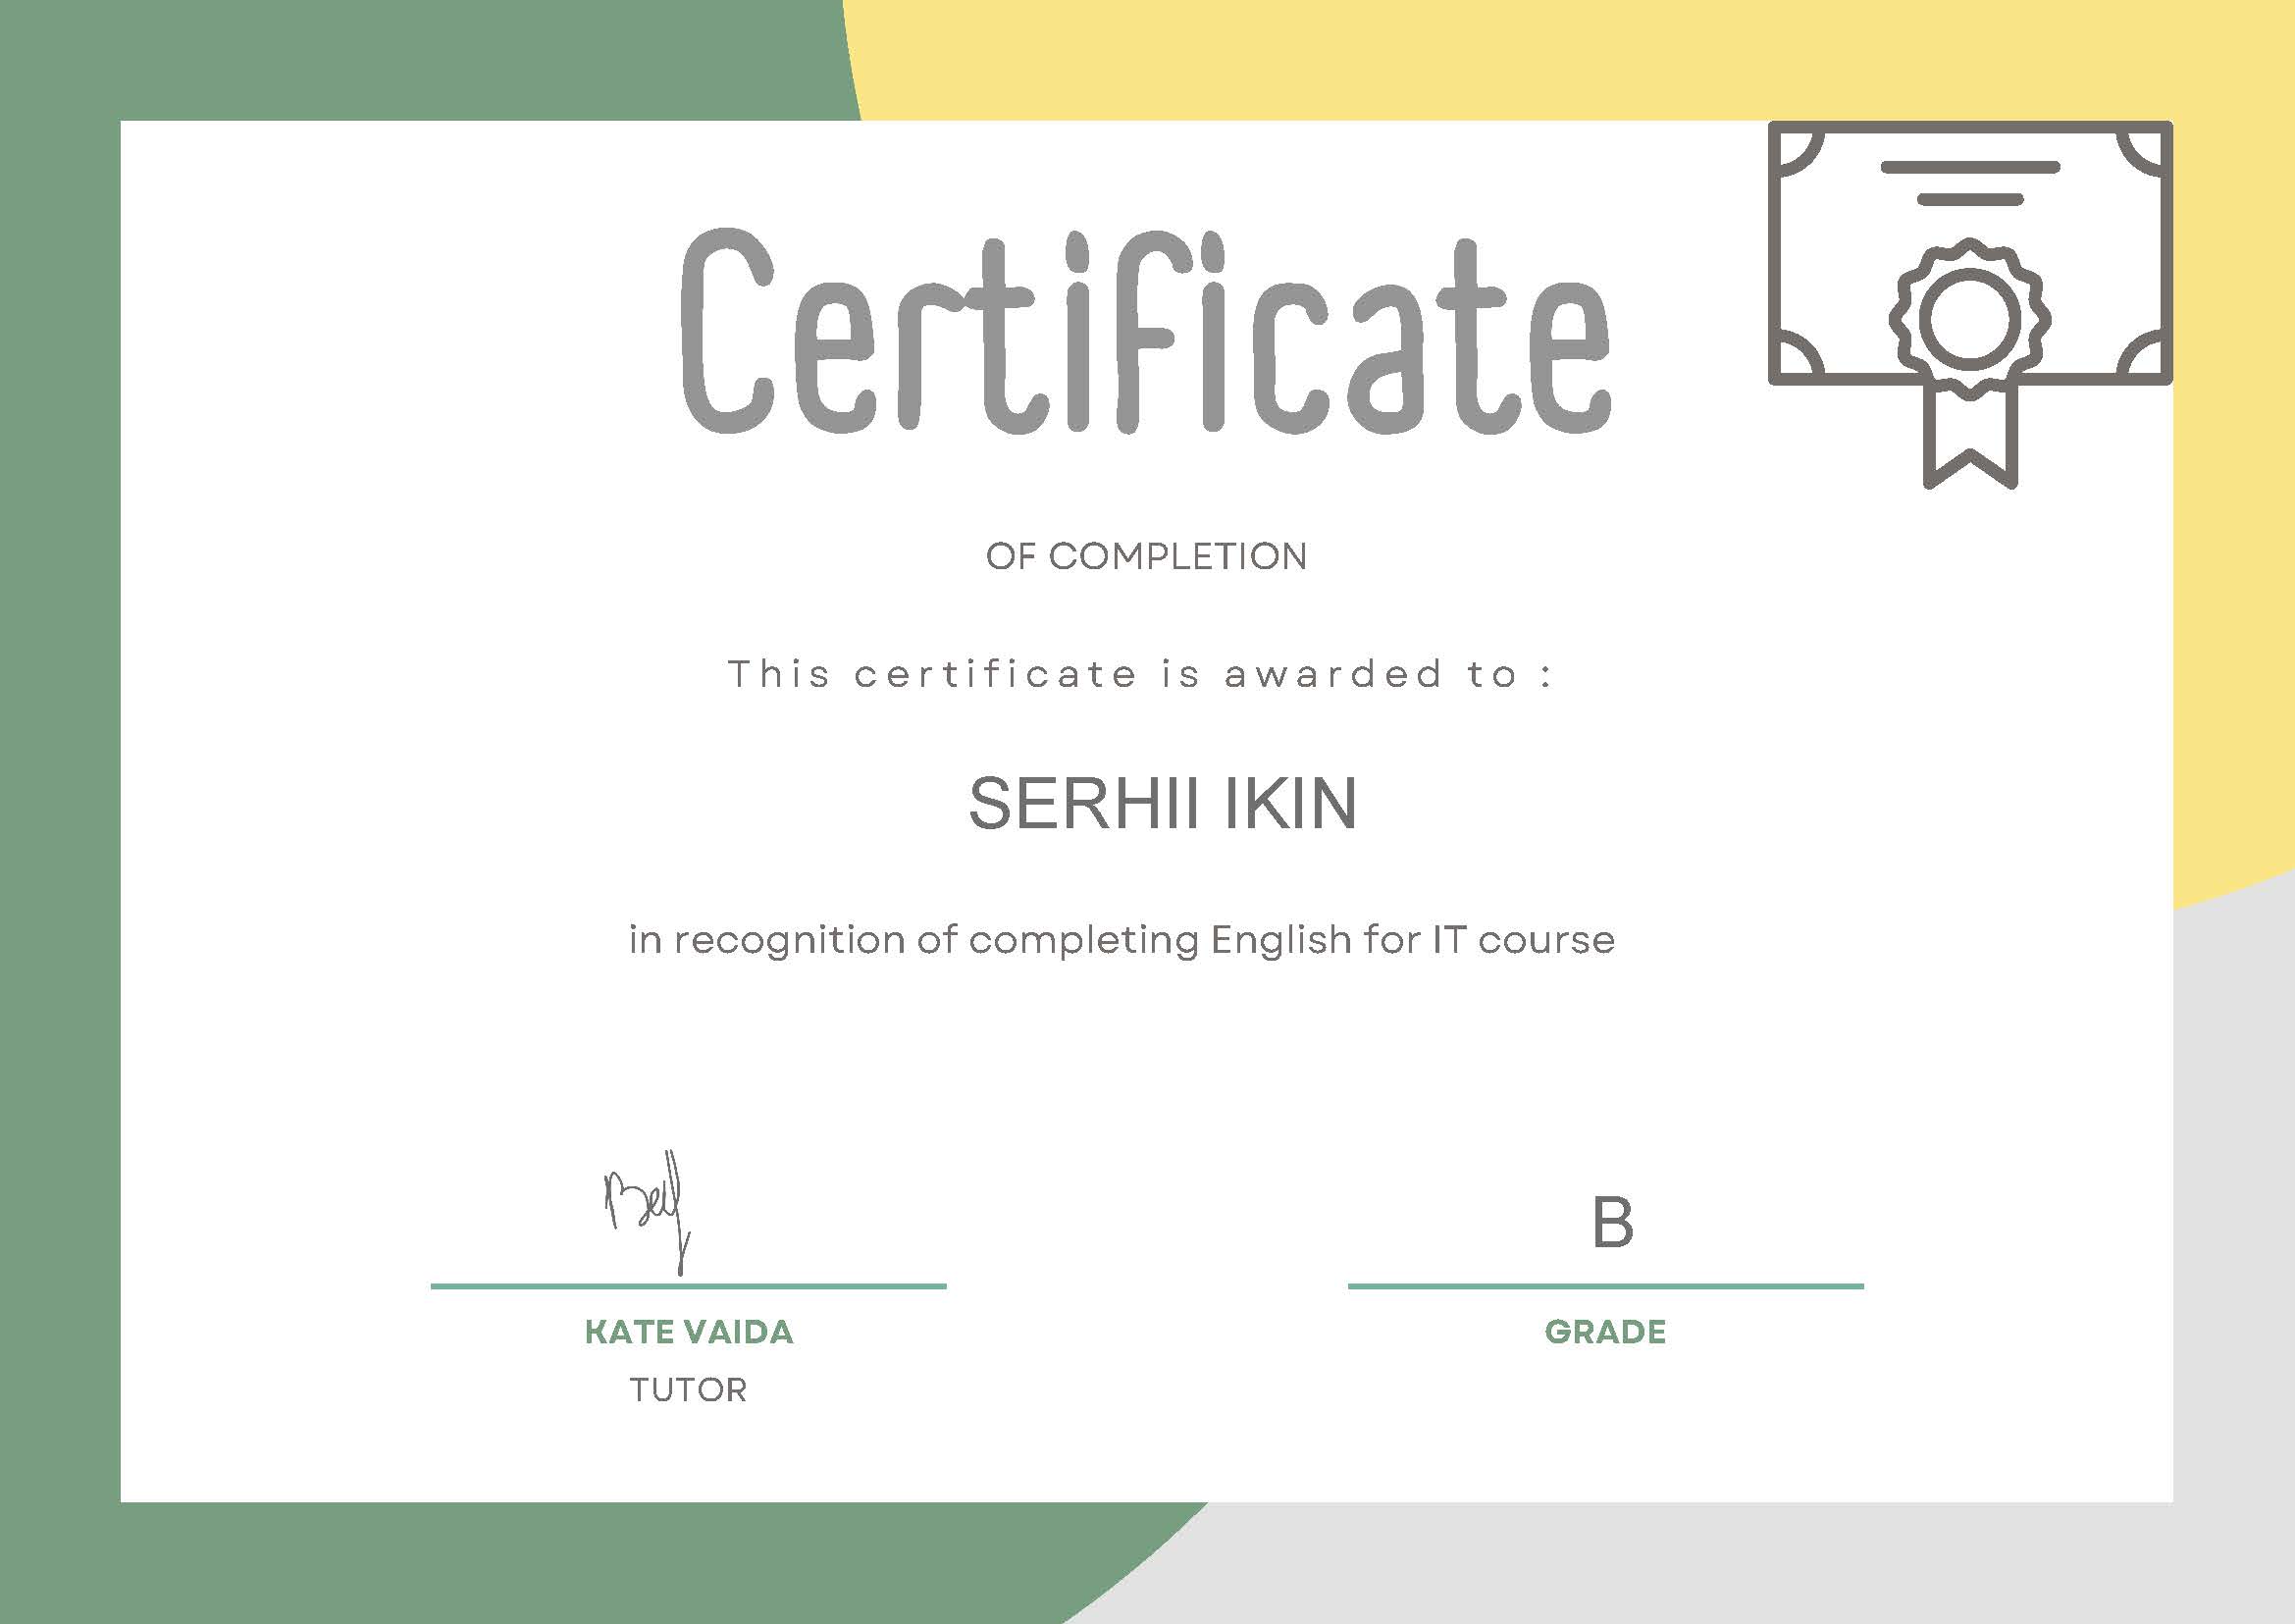 Certificate
OF COMPLETION
This certificate is awarded to :
SERHII IKIN
in recognition of completing English for IT course
B
KATE VAIDA
GRADE
TUTOR